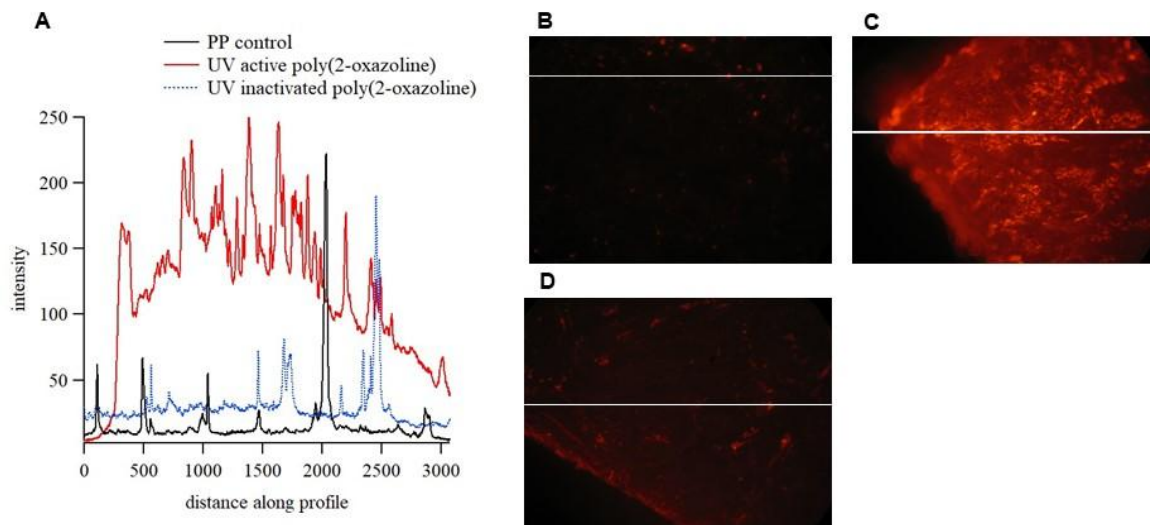 A
PP control
UV active poly(2-oxazoline)
UV inactivated poly(2-oxazoline)
250
200
150
100
50
intensity
0 500 1000 1500 2000 2500 3000
distance along profile
B
C
D